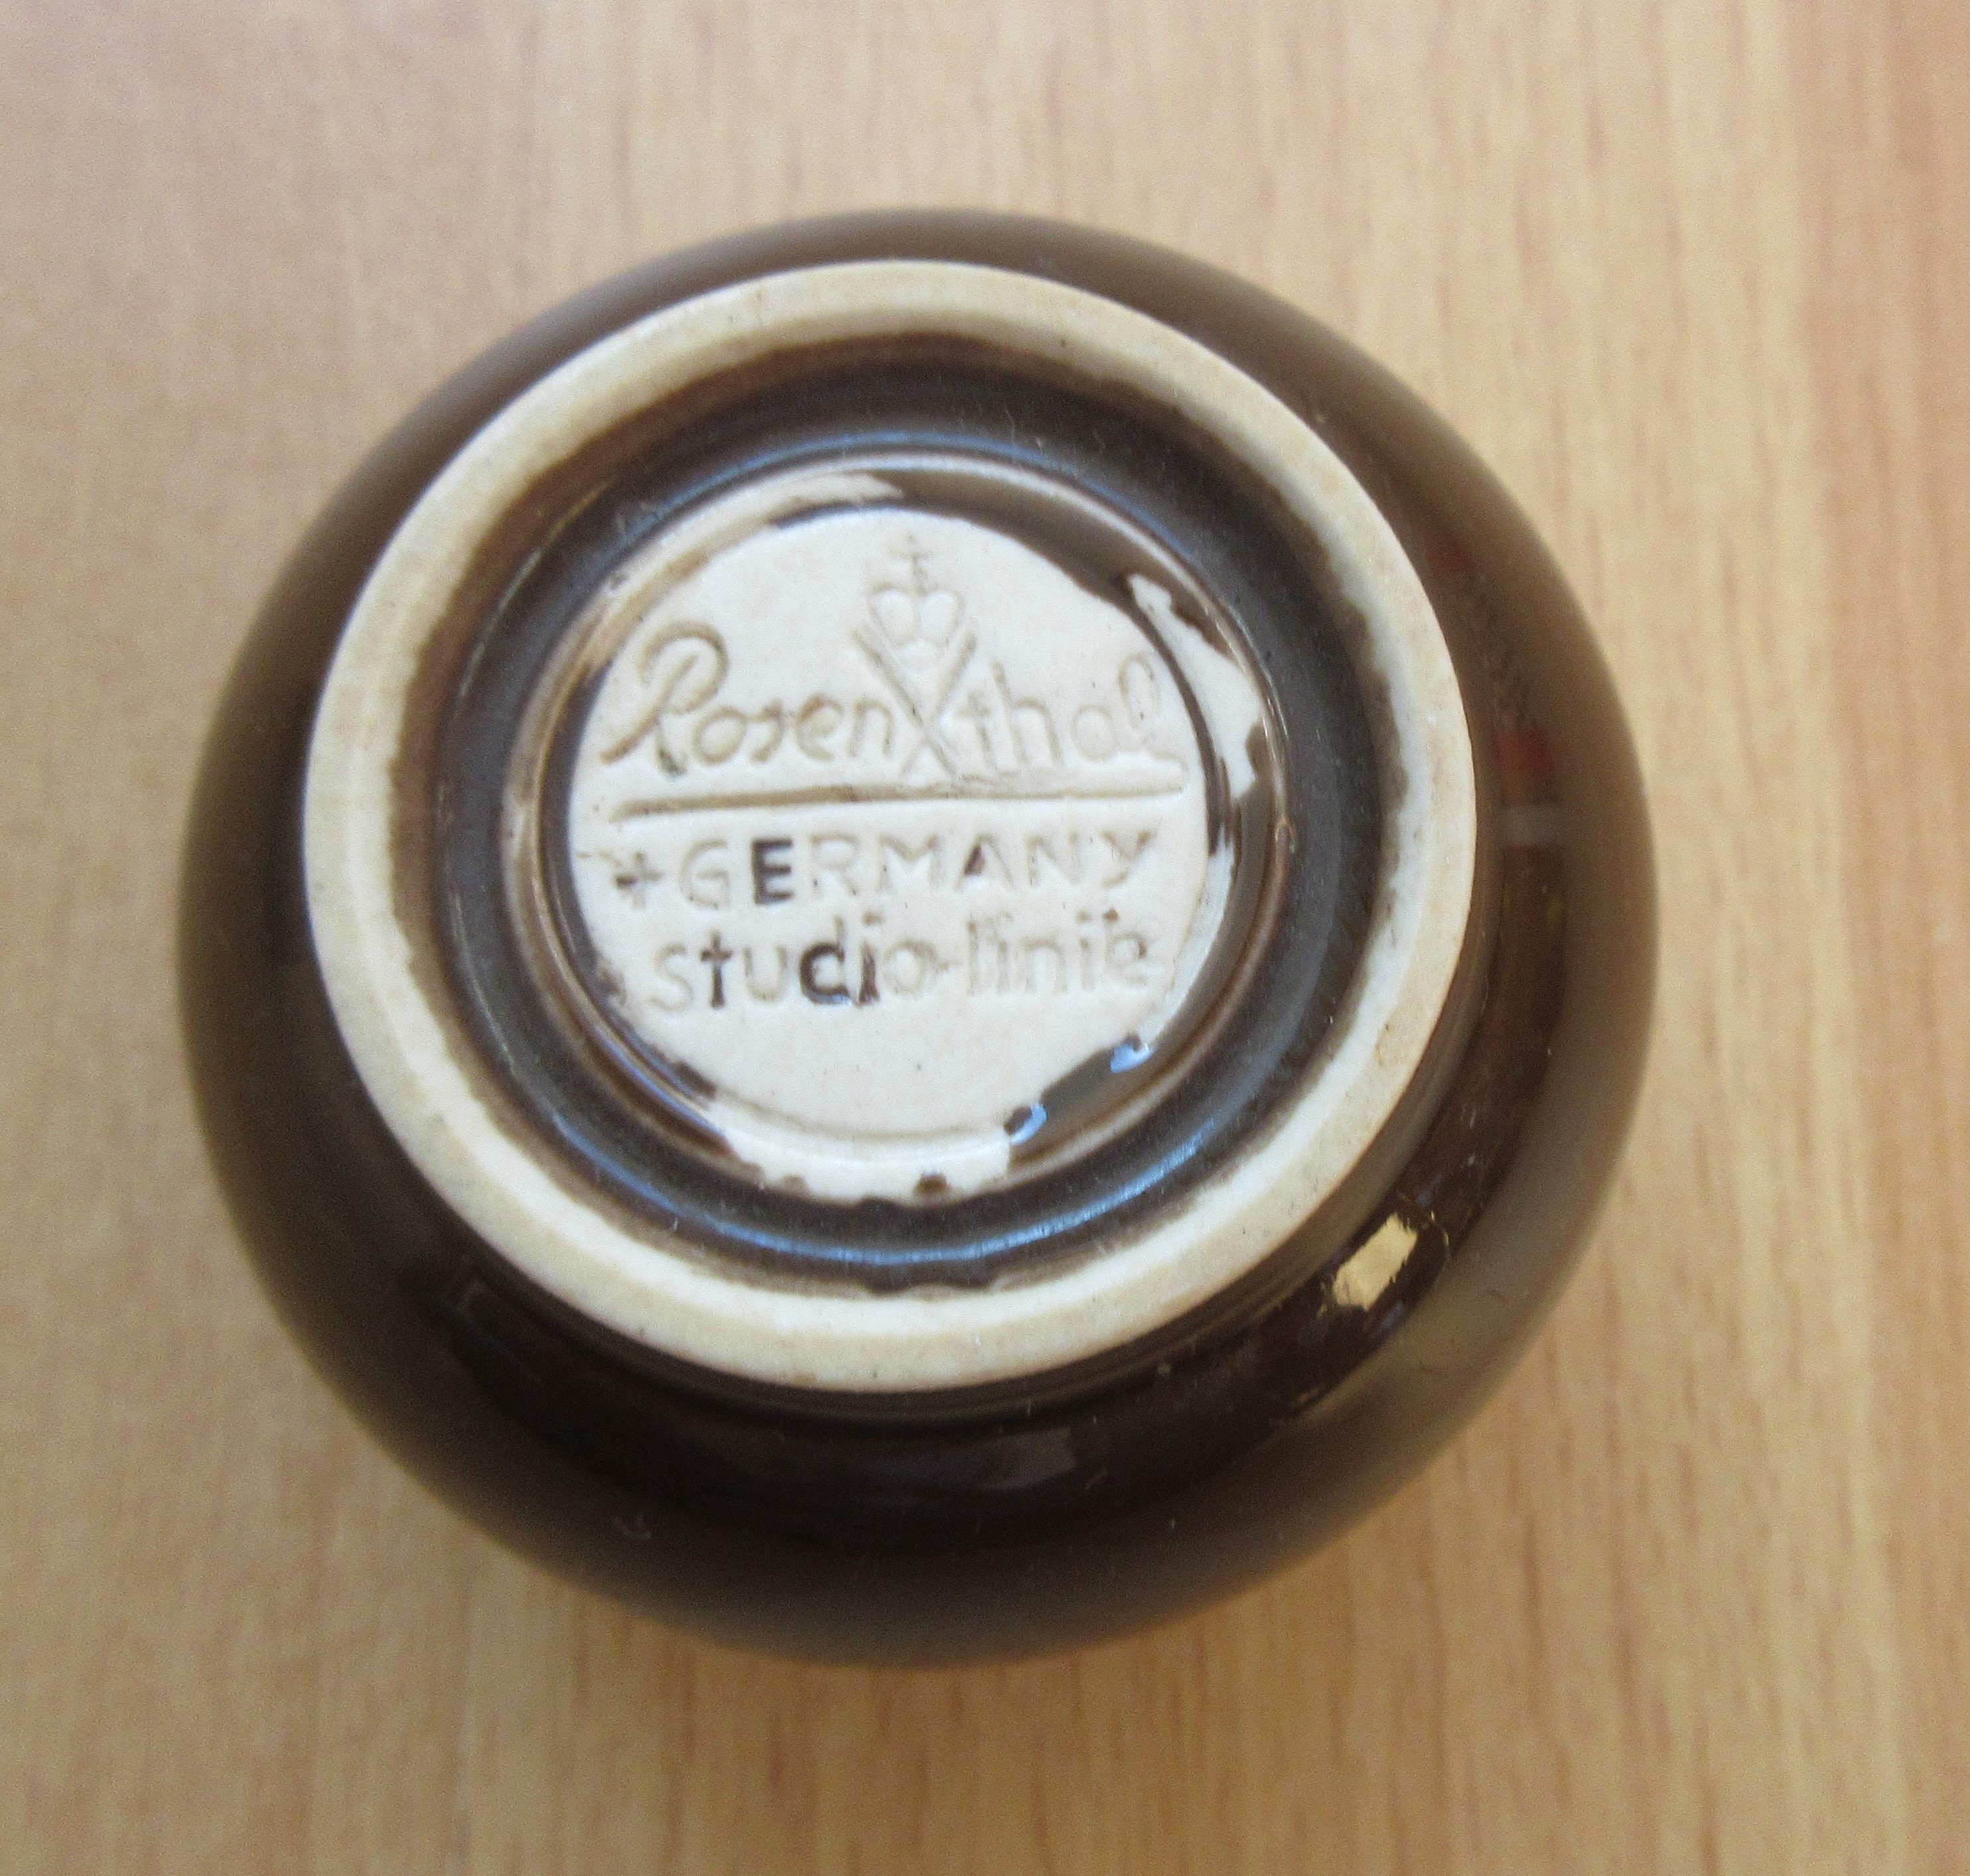 Rosenthal
+GERMANY
studio-linie